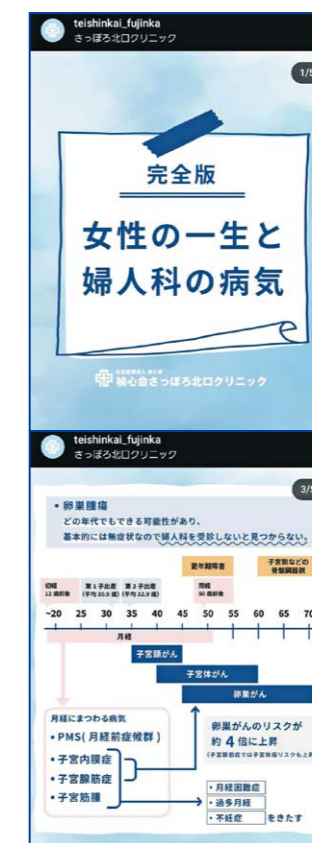 teishinkai_fujinka
さっぽろ北口クリニック
1/5
完全版
女性の一生と
婦人科の病気
禎心会さっぽろ北口クリニック
teishinkai_fujinka
さっぽろ北口クリニック
3/5
・卵巣腫瘍
どの年代でもできる可能性があり、
基本的には無症状なので婦人科を受診しないと見つからない。
更年期障害
子宮脱などの
骨盤臓器脱
初経
12 歳前後
第1子出産
(平均 30.9 歳)
第2子出産
(平均 32.9 歳)
閉経
50 歳前後
~20 25 30 35 40 45 50 55 60 65 70
月経
子宮頸がん
子宮体がん
卵巣がん
月経にまつわる病気
・PMS(月経前症候群)
・子宮内膜症
・子宮腺筋症
・子宮筋腫
卵巣がんのリスクが
約 4 倍に上昇
・月経困難症
・過多月経
・不妊症 をきたす